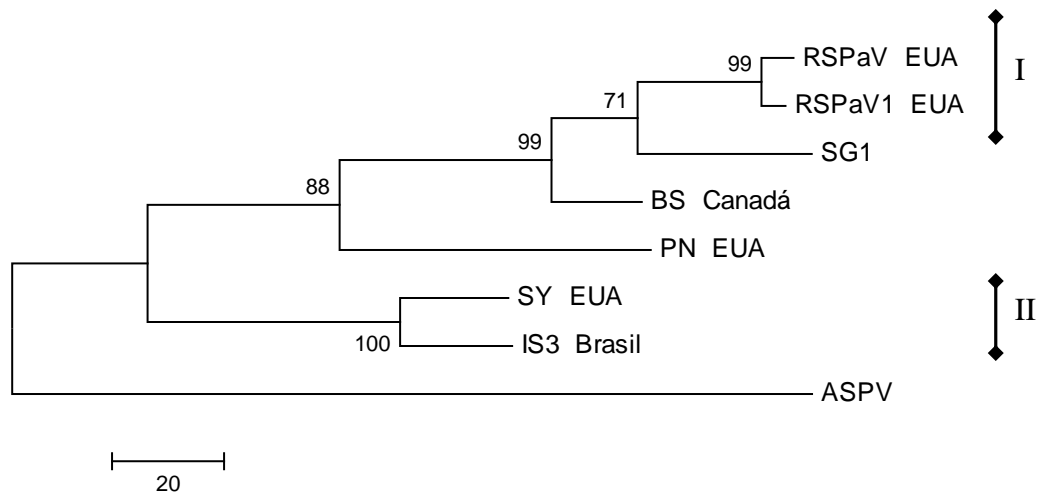 RSPaV EUA
99
I
RSPaV1 EUA
71
SG1
99
BS Canadá
88
PN EUA
SY EUA
II
100
IS3 Brasil
ASPV
20